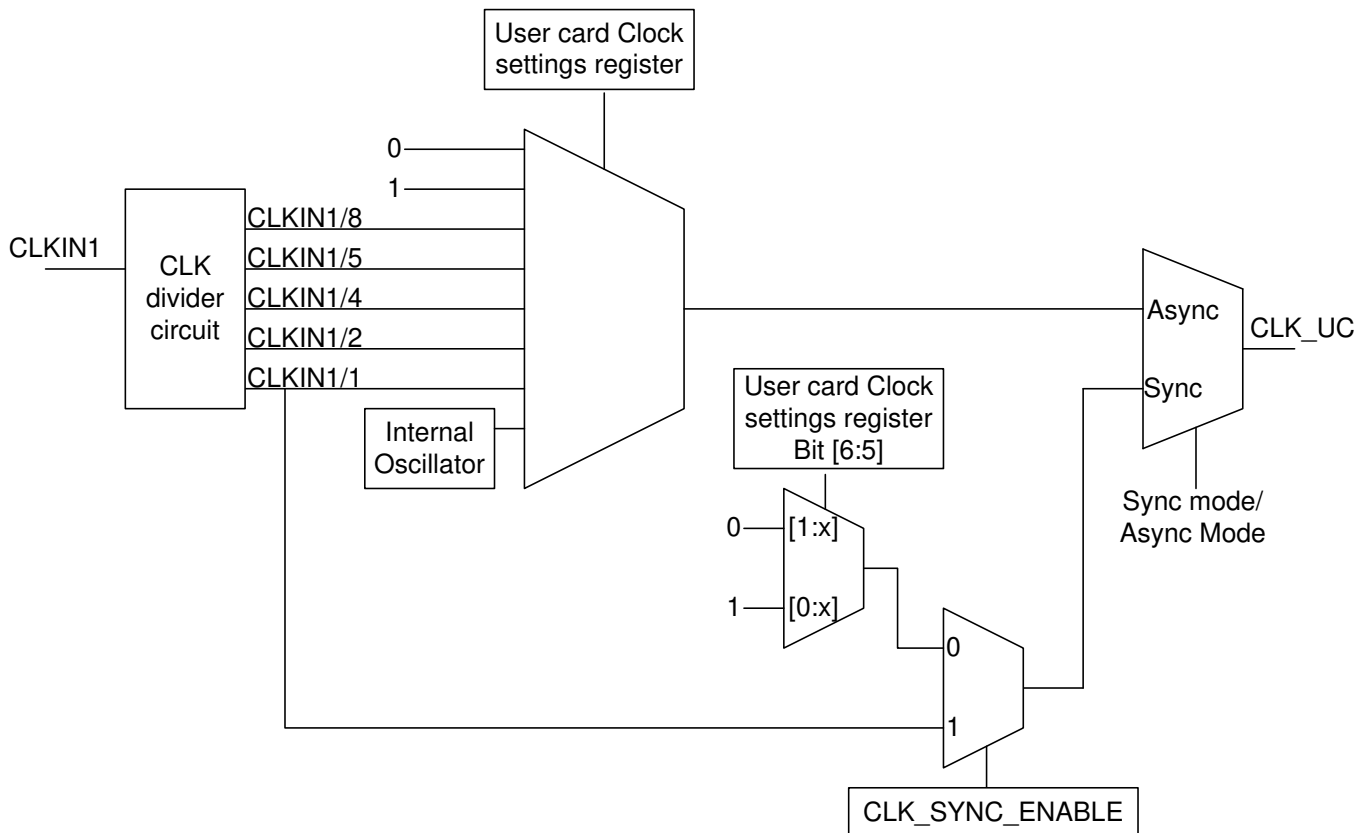 User card Clock
settings register
0
1
CLKIN1
CLK
divider
circuit
CLKIN1/8
CLKIN1/5
CLKIN1/4
CLKIN1/2
CLKIN1/1
Internal
Oscillator
Async
Sync
CLK_UC
Sync mode/
Async Mode
User card Clock
settings register
Bit [6:5]
0
[1:x]
1
[0:x]
0
1
CLK_SYNC_ENABLE